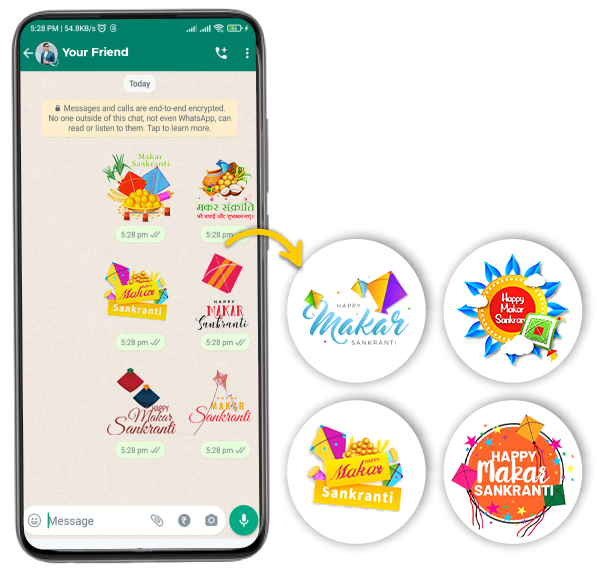 5:28 PM | 54.8KB/s
Your Friend
Today
Messages and calls are end-to-end encrypted.
No one outside of this chat, not even WhatsApp, can
read or listen to them. Tap to learn more.
Makar
Sankranti
मकर संक्रांति
की बधाई और शुभकामनाएं
5:28 pm
5:28 pm
HAPPY
Makar
Sankranti
HAPPY
MAKAR
Sankranti
5:28 pm
5:28 pm
HAPPY
Makar
Sankranti
HAPPY
MAKAR
Sankranti
5:28 pm
5:28 pm
Message
HAPPY
Makar
SANKRANTI
Happy
Makar
Sankranti
HAPPY
Makar
Sankranti
HAPPY
Makar
SANKRANTI